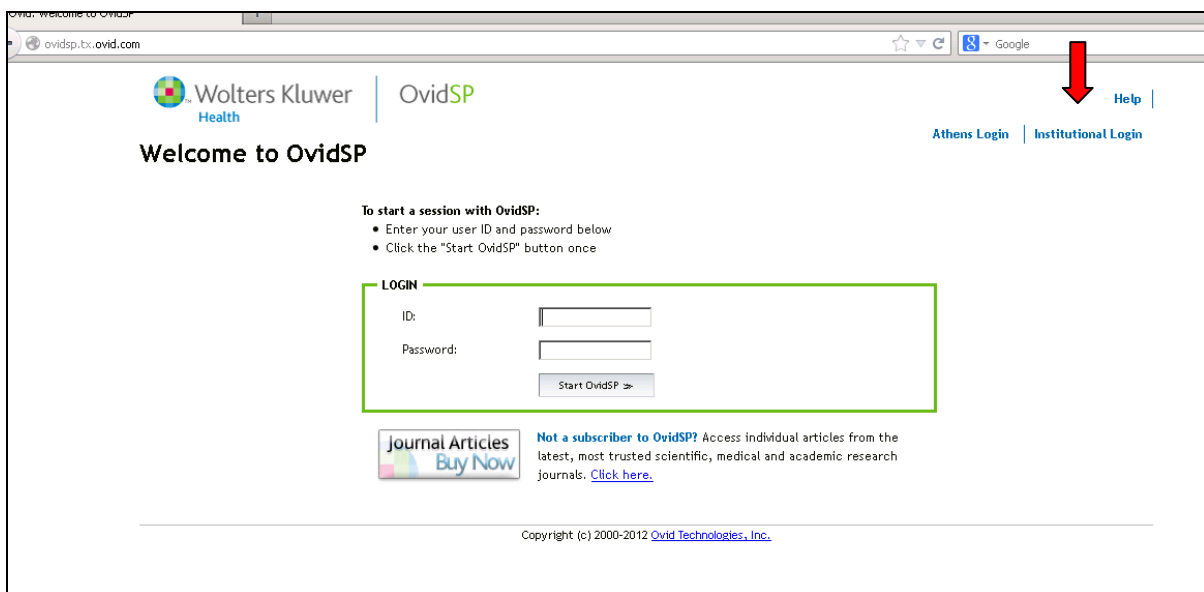 Ovid: Welcome to OvidSP
ovidsp.tx.ovid.com
Google
Wolters Kluwer
Health
OvidSP
Help
Athens Login
Institutional Login
Welcome to OvidSP
To start a session with OvidSP:
• Enter your user ID and password below
• Click the "Start OvidSP" button once
LOGIN
ID:
Password:
Start OvidSP >>
Journal Articles
Buy Now
Not a subscriber to OvidSP? Access individual articles from the
latest, most trusted scientific, medical and academic research
journals. Click here.
Copyright (c) 2000-2012 Ovid Technologies, Inc.